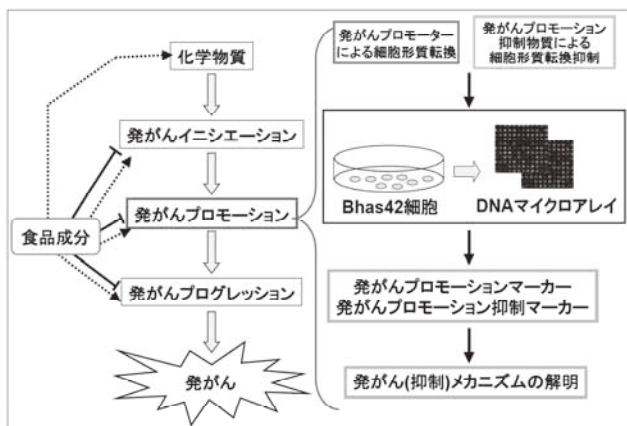 化学物質
発がんイニシエーション
発がんプロモーション
食品成分
発がんプログレッション
発がん
発がんプロモーター
による細胞形質転換
発がんプロモーション
抑制物質による
細胞形質転換抑制
Bhas42細胞
DNAマイクロアレイ
発がんプロモーションマーカー
発がんプロモーション抑制マーカー
発がん(抑制)メカニズムの解明